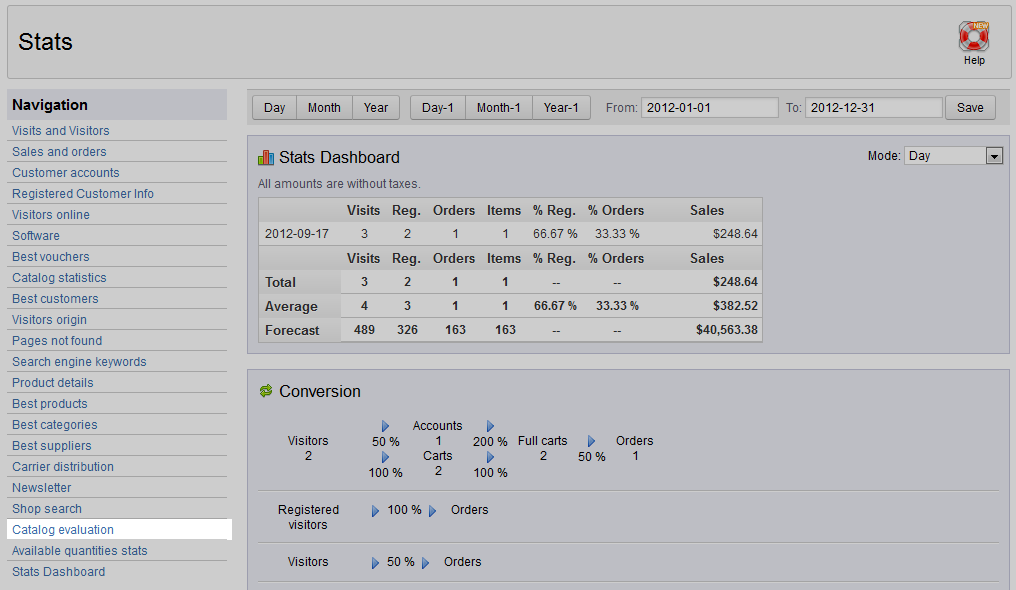 Stats
NEW
Help
Navigation
Visits and Visitors
Sales and orders
Customer accounts
Registered Customer Info
Visitors online
Software
Best vouchers
Catalog statistics
Best customers
Visitors origin
Pages not found
Search engine keywords
Product details
Best products
Best categories
Best suppliers
Carrier distribution
Newsletter
Shop search
Catalog evaluation
Available quantities stats
Stats Dashboard
Day Month Year Day-1 Month-1 Year-1 From: 2012-01-01 To: 2012-12-31 Save
Stats Dashboard Mode: Day
All amounts are without taxes.
Visits Reg. Orders Items % Reg. % Orders Sales
2012-09-17 3 2 1 1 66.67 % 33.33 % $248.64
Visits Reg. Orders Items % Reg. % Orders Sales
Total 3 2 1 1 -- -- $248.64
Average 4 3 1 1 66.67 % 33.33 % $382.52
Forecast 489 326 163 163 -- -- $40,563.38
Conversion
Visitors
2
50 %
100 %
Accounts
1
Carts
2
200 %
100 %
Full carts
2
50 %
Orders
1
Registered
visitors
100 % Orders
Visitors 50 % Orders